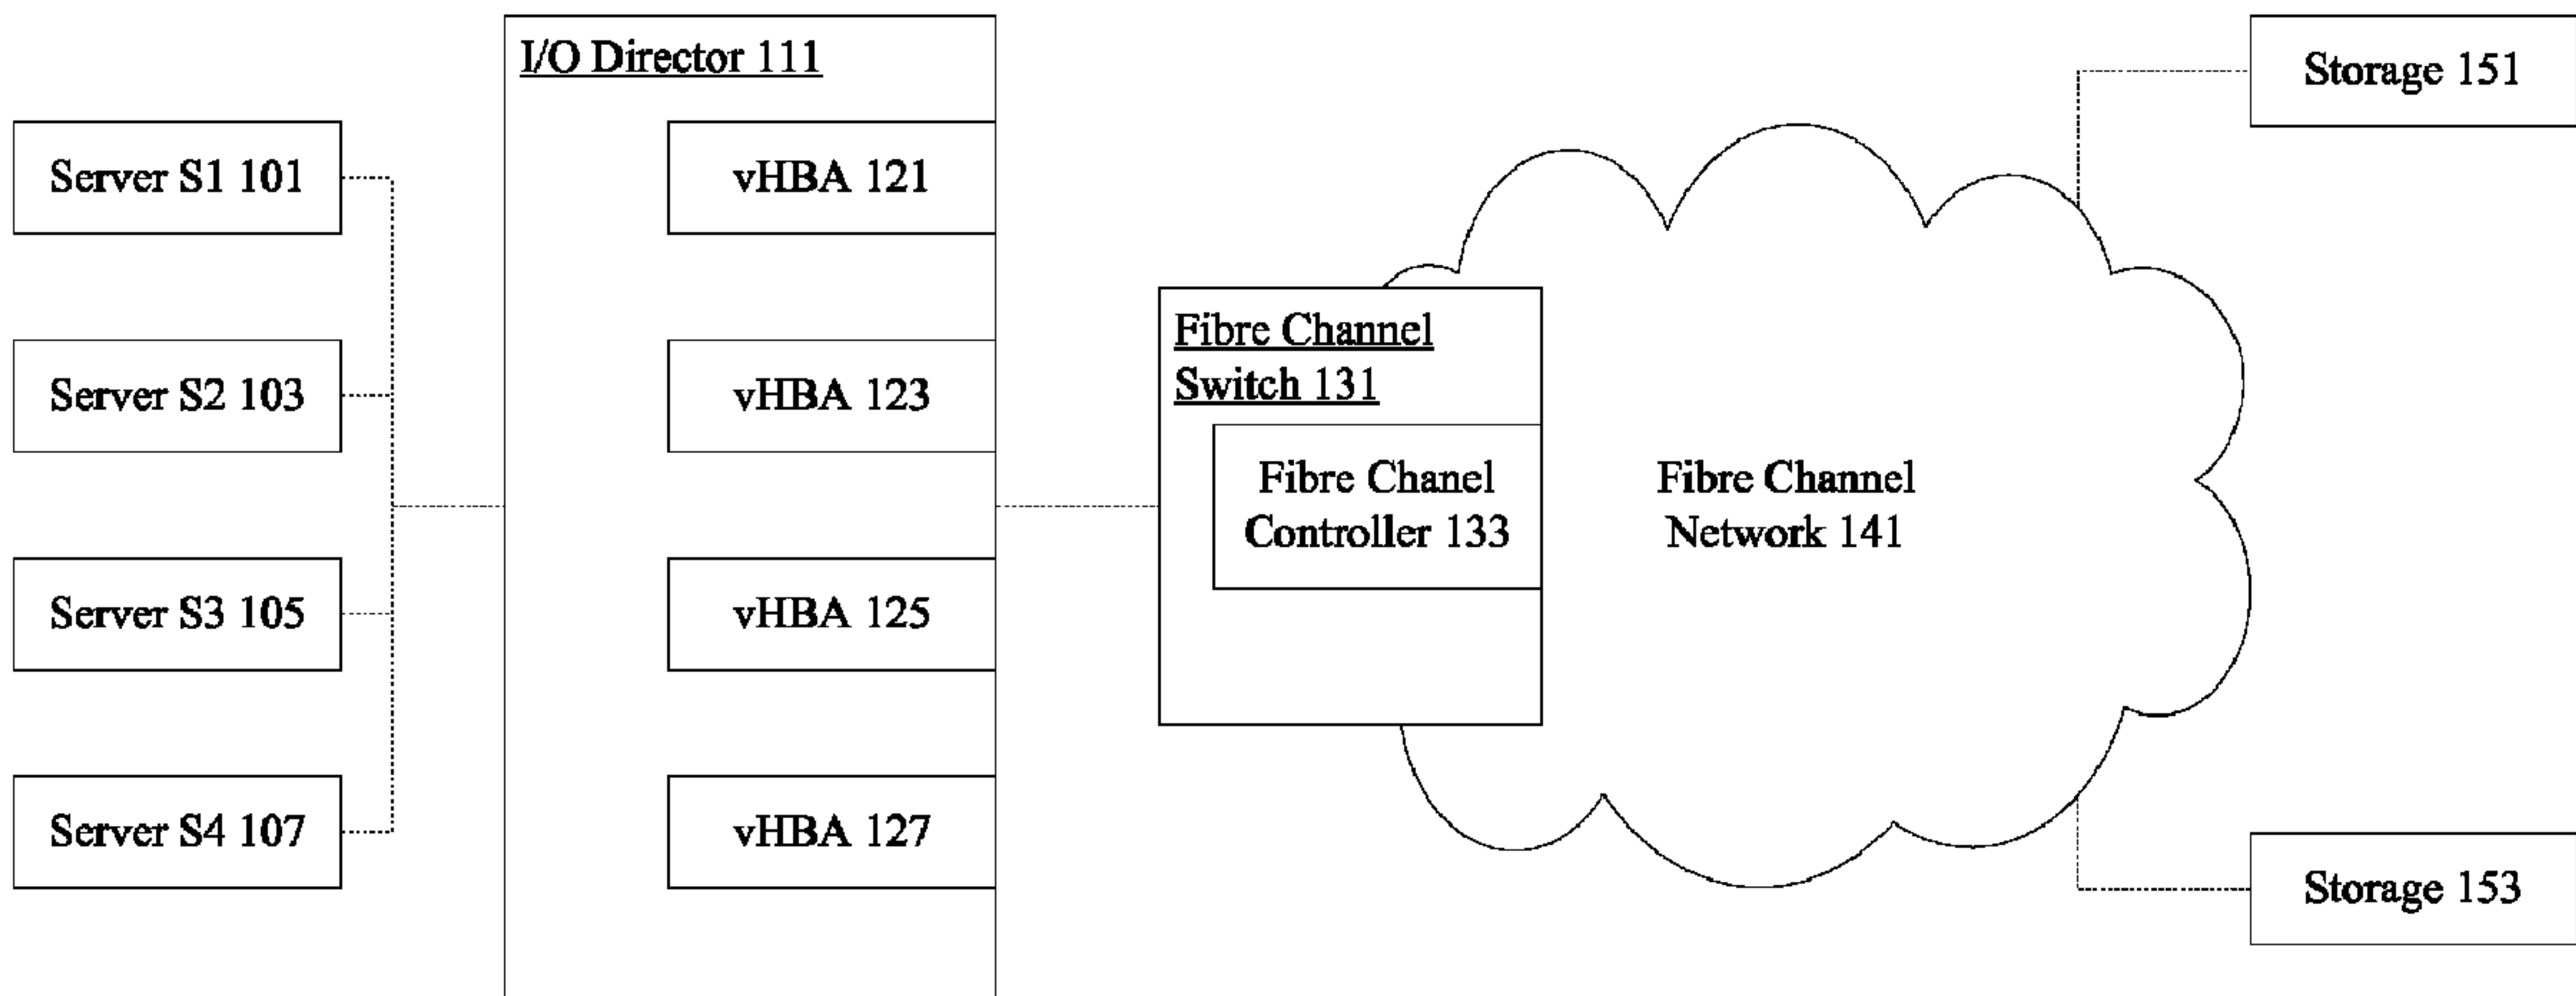 I/O Director 111
Server S1 101
Server S2 103
Server S3 105
Server S4 107
vHBA 121
vHBA 123
vHBA 125
vHBA 127
Fibre Channel
Switch 131
Fibre Chanel
Controller 133
Fibre Channel
Network 141
Storage 151
Storage 153